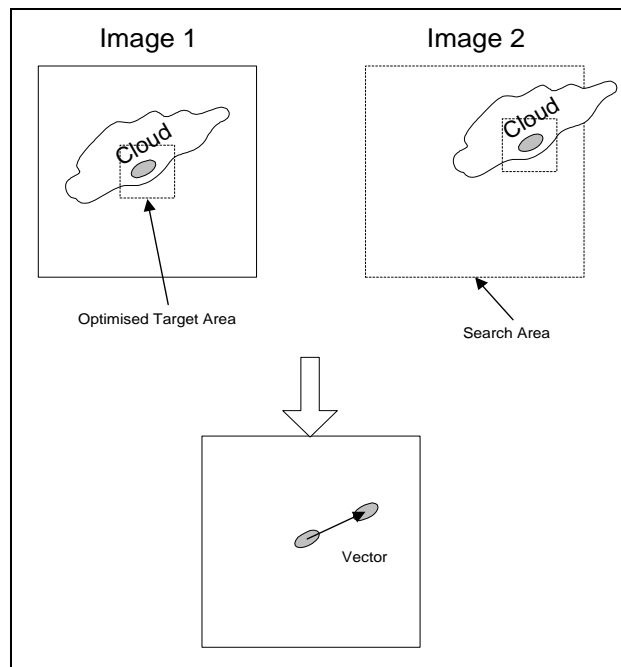 Image 1
Image 2
Cloud
Cloud
Optimised Target Area
Search Area
Vector